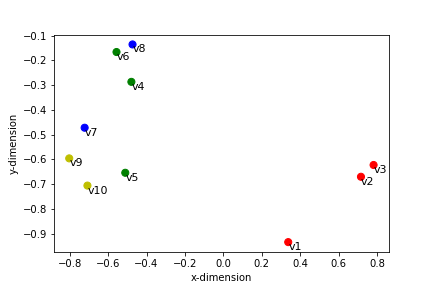 −0.1
−0.2
−0.3
−0.4
−0.5
−0.6
−0.7
−0.8
−0.9
y-dimension
v8
v6
v4
v7
v9
v5
v10
v3
v2
v1
−0.8 −0.6 −0.4 −0.2 0.0 0.2 0.4 0.6 0.8
x-dimension